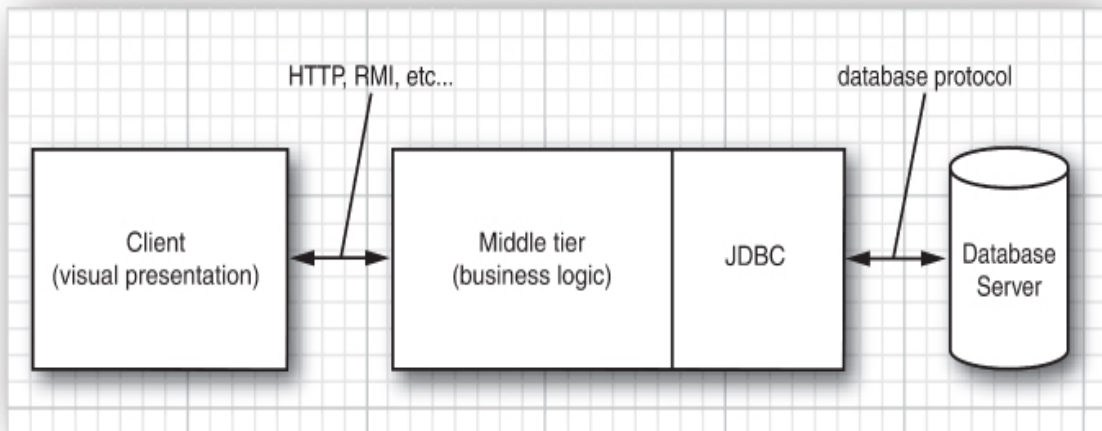 HTTP, RMI, etc...
database protocol
Client
(visual presentation)
Middle tier
(business logic)
JDBC
Database
Server